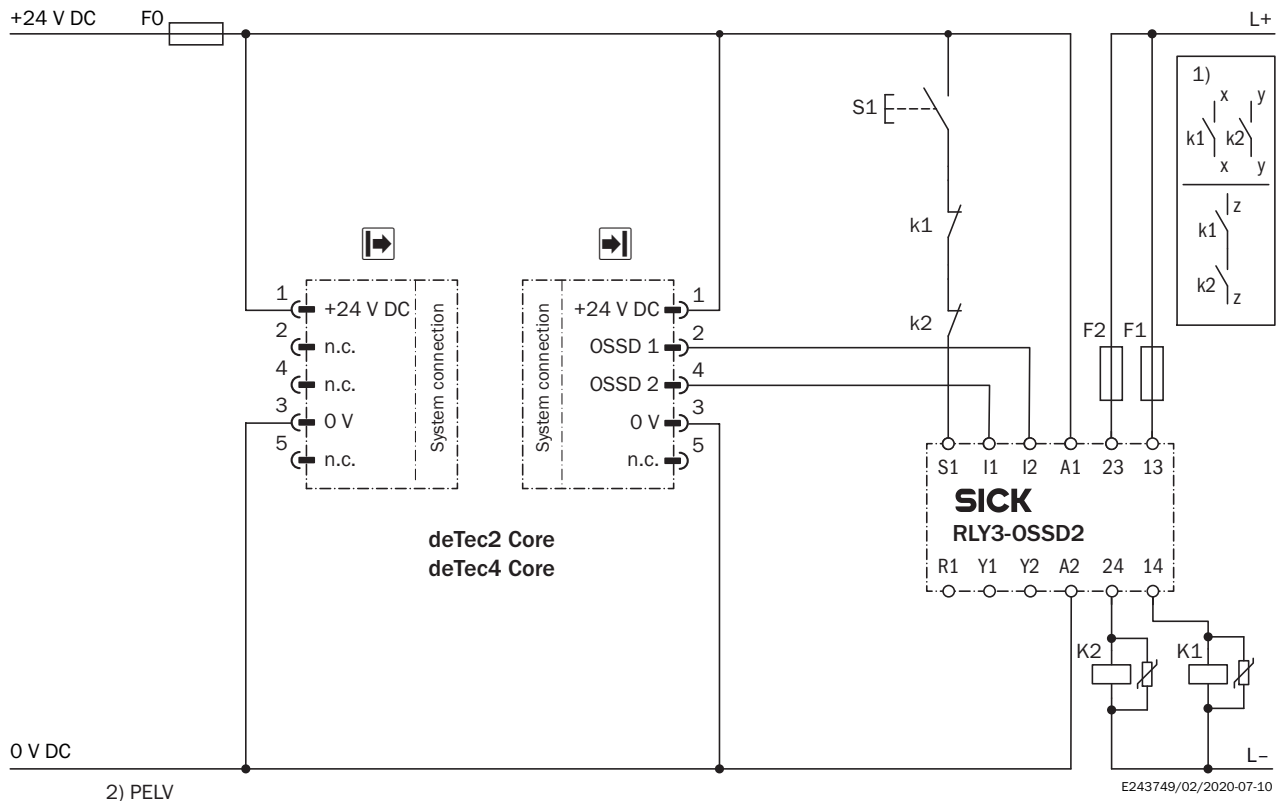 +24 V DC
F0
L+
1)
x
y
k1
k2
x
y
z
k1
k2
z
S1
k1
k2
F2
F1
1
+24 V DC
2
n.c.
4
n.c.
3
0 V
5
n.c.
System connection
System connection
+24 V DC
1
OSSD 1
2
OSSD 2
4
0 V
3
n.c.
5
deTec2 Core
deTec4 Core
S1 I1 I2 A1 23 13
SICK
RLY3-OSSD2
R1 Y1 Y2 A2 24 14
K2
K1
0 V DC
L–
2) PELV
E243749/02/2020-07-10